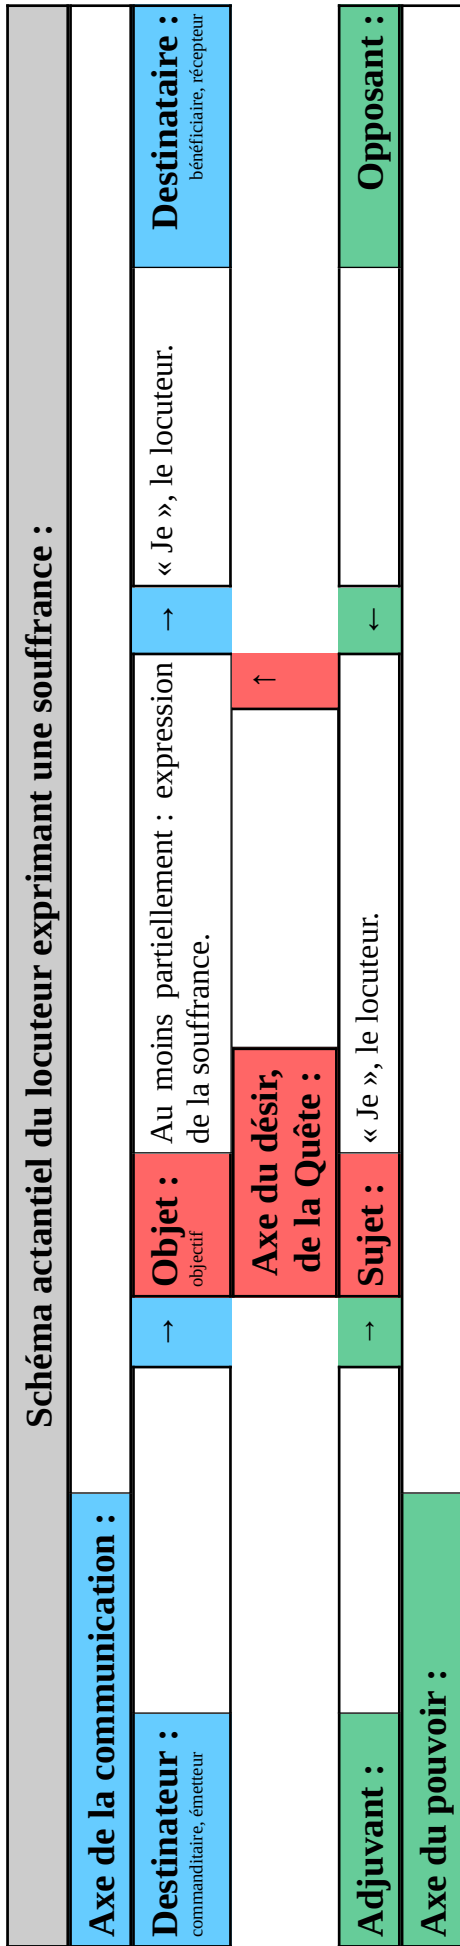 Schéma actantiel du locuteur exprimant une souffrance :
Axe de la communication :
Destinateur :
commanditaire, émetteur
→
Objet :
objectif
Au moins partiellement : expression
de la souffrance.
→
« Je », le locuteur.
Destinataire :
bénéficiaire, récepteur
Axe du désir,
de la Quête :
↑
Adjuvant :
→
Sujet :
« Je », le locuteur.
←
Opposant :
Axe du pouvoir :